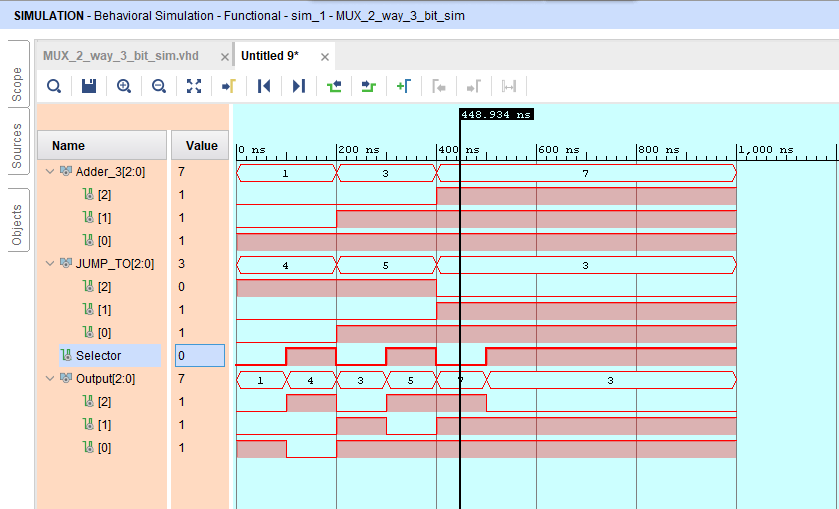 SIMULATION - Behavioral Simulation - Functional - sim_1 - MUX_2_way_3_bit_sim
Scope
Sources
Objects
MUX_2_way_3_bit_sim.vhd ×
Untitled 9* ×
448.934 ns
Name Value
0 ns 200 ns 400 ns 600 ns 800 ns 1,000 ns
Adder_3[2:0] 7 1 3 7
[2] 1
[1] 1
[0] 1
JUMP_TO[2:0] 3 4 5 3
[2] 0
[1] 1
[0] 1
Selector 0
Output[2:0] 7 1 4 3 5 7 3
[2] 1
[1] 1
[0] 1